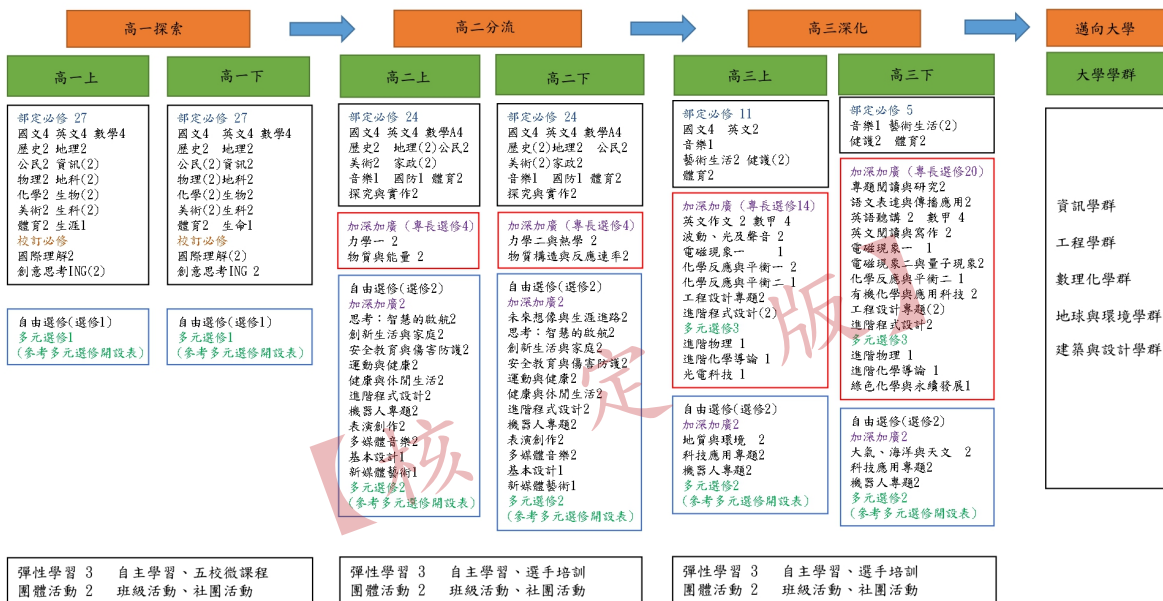 高一探索
高二分流
高三深化
邁向大學
高一上
高一下
高二上
高二下
高三上
高三下
大學學群
部定必修 27
國文4 英文4 數學4
歷史2 地理2
公民2 資訊(2)
物理2 地科(2)
化學2 生物(2)
美術2 生科(2)
體育2 生涯1
校訂必修
國際理解2
創意思考ING(2)
自由選修(選修1)
多元選修1
(參考多元選修開設表)
部定必修 27
國文4 英文4 數學4
歷史2 地理2
公民(2)資訊2
物理(2)地科2
化學(2)生物2
美術(2)生科2
體育2 生命1
校訂必修
國際理解(2)
創意思考ING 2
自由選修(選修1)
多元選修1
(參考多元選修開設表)
部定必修 24
國文4 英文4 數學A4
歷史2 地理(2)公民2
美術2 家政(2)
音樂1 國防1 體育2
探究與實作2
加深加廣 (專長選修4)
力學一 2
物質與能量 2
自由選修(選修2)
加深加廣2
思考：智慧的啟航2
創新生活與家庭2
安全教育與傷害防護2
運動與健康2
健康與休閒生活2
進階程式設計2
機器人專題2
表演創作2
多媒體音樂2
基本設計1
新媒體藝術1
多元選修2
(參考多元選修開設表)
部定必修 24
國文4 英文4 數學A4
歷史(2)地理2 公民2
美術(2)家政2
音樂1 國防1 體育2
探究與實作2
加深加廣 (專長選修4)
力學二與熱學 2
物質構造與反應速率2
自由選修(選修2)
加深加廣2
未來想像與生涯進路2
思考：智慧的啟航2
創新生活與家庭2
安全教育與傷害防護2
運動與健康2
健康與休閒生活2
進階程式設計2
機器人專題2
表演創作2
多媒體音樂2
基本設計1
新媒體藝術1
多元選修2
(參考多元選修開設表)
部定必修 11
國文4 英文2
音樂1
藝術生活2 健護(2)
體育2
加深加廣 (專長選修14)
英文作文 2 數甲 4
波動、光及聲音 2
電磁現象一 1
化學反應與平衡一 2
化學反應與平衡二 1
工程設計專題2
進階程式設計(2)
多元選修3
進階物理 1
進階化學導論 1
光電科技 1
自由選修(選修2)
加深加廣2
地質與環境 2
科技應用專題2
機器人專題2
多元選修2
(參考多元選修開設表)
部定必修 5
音樂1 藝術生活(2)
健護2 體育2
加深加廣 (專長選修20)
專題閱讀與研究2
語文表達與傳播應用2
英語聽講 2 數甲 4
英文閱讀與寫作 2
電磁現象一 1
電磁現象二與量子現象2
化學反應與平衡二 1
有機化學與應用科技 2
工程設計專題(2)
進階程式設計2
多元選修3
進階物理 1
進階化學導論 1
綠色化學與永續發展1
自由選修(選修2)
加深加廣2
大氣、海洋與天文 2
科技應用專題2
機器人專題2
多元選修2
(參考多元選修開設表)
資訊學群
工程學群
數理化學群
地球與環境學群
建築與設計學群
彈性學習 3 自主學習、五校微課程
團體活動 2 班級活動、社團活動
彈性學習 3 自主學習、選手培訓
團體活動 2 班級活動、社團活動
彈性學習 3 自主學習、選手培訓
團體活動 2 班級活動、社團活動
【核定版】